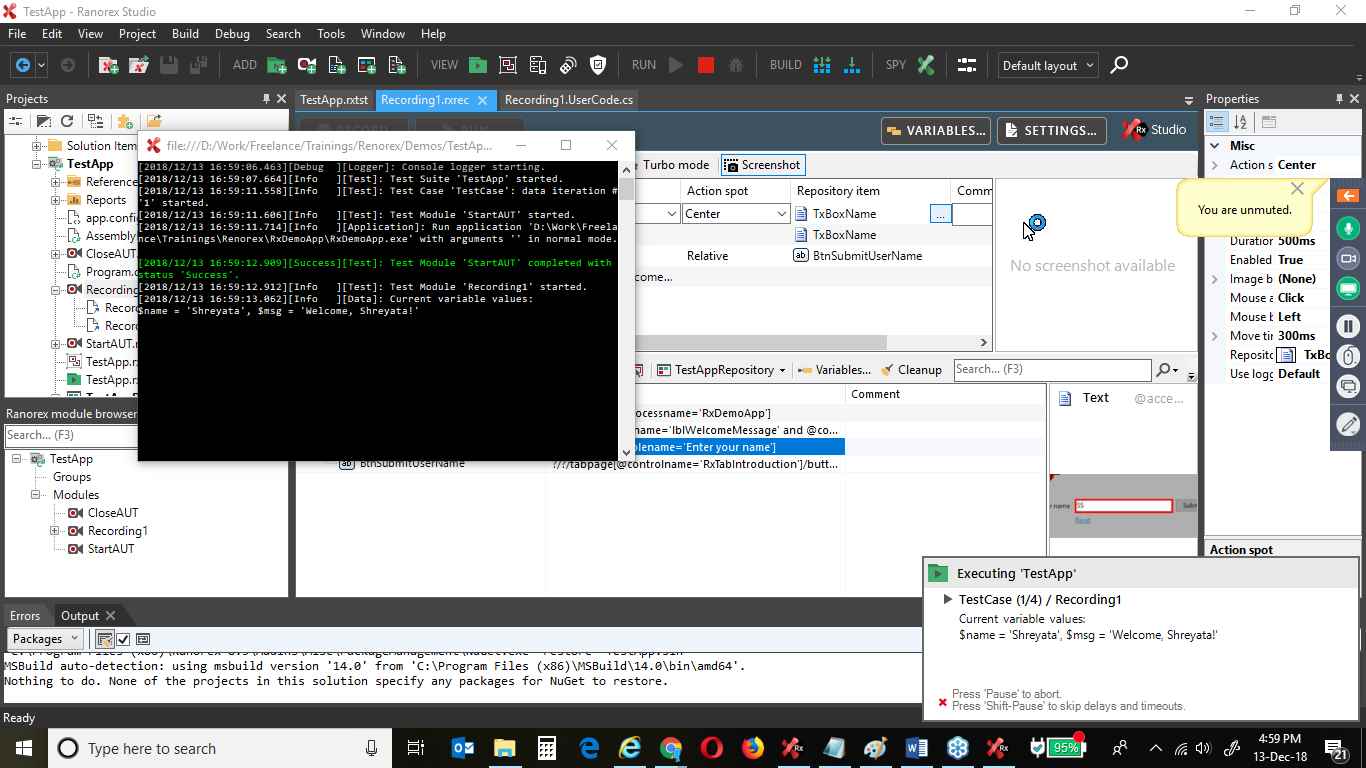 TestApp - Ranorex Studio
File Edit View Project Build Debug Search Tools Window Help
ADD VIEW RUN BUILD SPY Default layout
Projects
TestApp.rxtst Recording1.rxrec Recording1.UserCode.cs
Properties
VARIABLES... SETTINGS... Rx Studio
Misc
Action s Center
You are unmuted.
Duration 500ms
Enabled True
Image b (None)
Mouse a Click
Mouse b Left
Move tin 300ms
Reposito TxBo
Use logg Default
Action spot
Solution Item
TestApp
Reference
Reports
app.config
Assembly
CloseAUT.
Program.c
Recording
Recor
Recor
StartAUT.r
TestApp.rx
TestApp.rx
file:///D:/Work/Freelance/Trainings/Renorex/Demos/TestAp...
[2018/12/13 16:59:06.463][Debug ][Logger]: Console logger starting.
[2018/12/13 16:59:07.664][Info ][Test]: Test Suite 'TestApp' started.
[2018/12/13 16:59:11.558][Info ][Test]: Test Case 'TestCase': data iteration #
'1' started.
[2018/12/13 16:59:11.606][Info ][Test]: Test Module 'StartAUT' started.
[2018/12/13 16:59:11.714][Info ][Application]: Run application 'D:\Work\Freela
nce\Trainings\Renorex\RxDemoApp\RxDemoApp.exe' with arguments '' in normal mode.
[2018/12/13 16:59:12.909][Success][Test]: Test Module 'StartAUT' completed with
status 'Success'.
[2018/12/13 16:59:12.912][Info ][Test]: Test Module 'Recording1' started.
[2018/12/13 16:59:13.062][Info ][Data]: Current variable values:
$name = 'Shreyata', $msg = 'Welcome, Shreyata!'
Turbo mode Screenshot
Action spot Repository item Comm
Center TxBoxName ...
TxBoxName
Relative BtnSubmitUserName
ome...
No screenshot available
TestAppRepository Variables... Cleanup Search... (F3)
Comment
ocessname='RxDemoApp']
name='lblWelcomeMessage' and @co...
lename='Enter your name']
BtnSubmitUserName .//?/tabpage[@controlname='RxTabIntroduction']/butt...
Text @acce...
r name SS Subm
Reset
Ranorex module browser
Search... (F3)
TestApp
Groups
Modules
CloseAUT
Recording1
StartAUT
Executing 'TestApp'
TestCase (1/4) / Recording1
Current variable values:
$name = 'Shreyata', $msg = 'Welcome, Shreyata!'
Press 'Pause' to abort.
Press 'Shift-Pause' to skip delays and timeouts.
Errors Output
Packages
MSBuild auto-detection: using msbuild version '14.0' from 'C:\Program Files (x86)\MSBuild\14.0\bin\amd64'.
Nothing to do. None of the projects in this solution specify any packages for NuGet to restore.
Ready
Type here to search
95%
4:59 PM
13-Dec-18
21